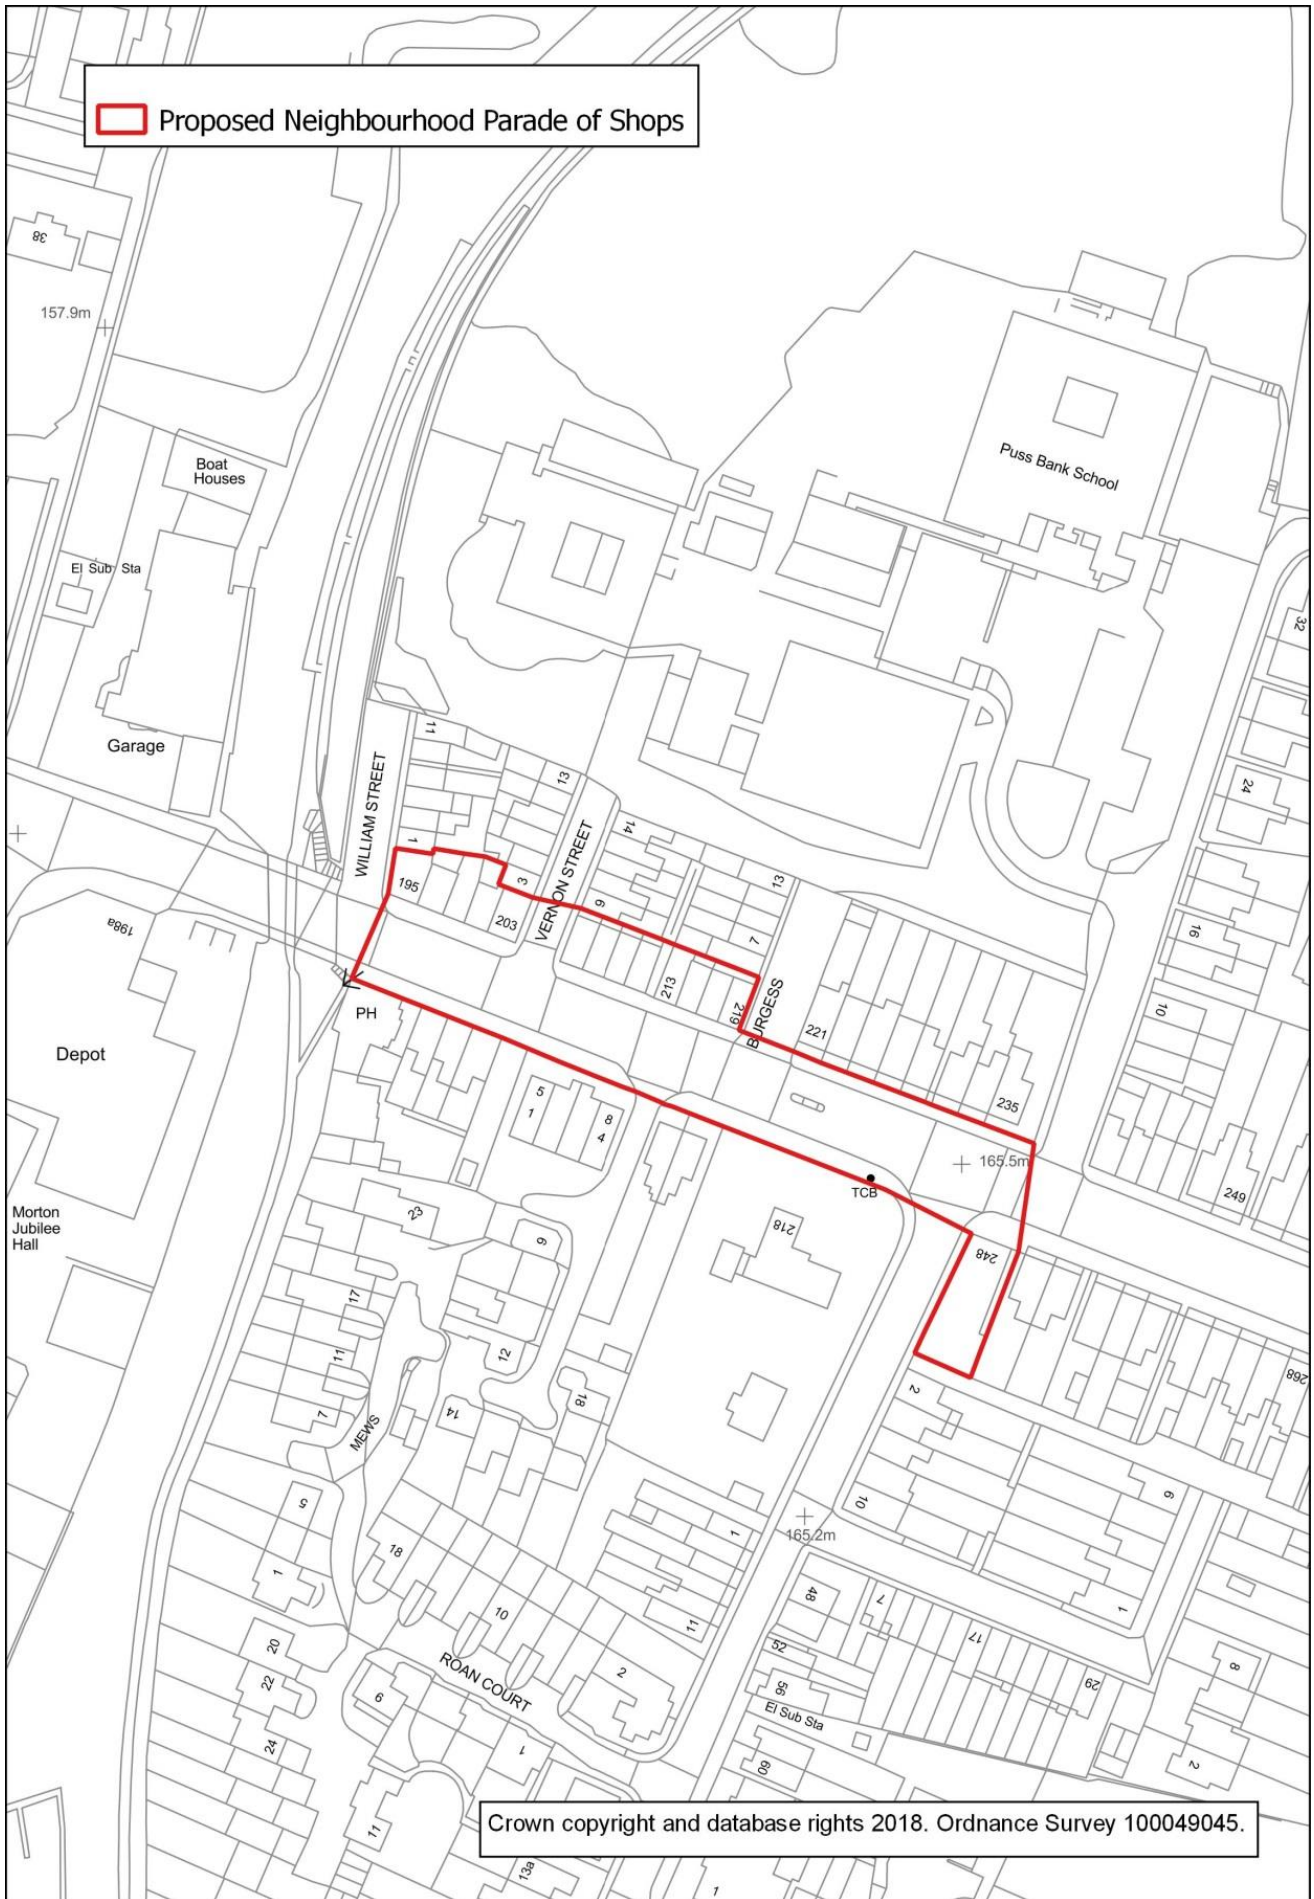 Proposed Neighbourhood Parade of Shops
38
157.9m
Boat
Houses
Puss Bank School
El Sub Sta
32
Garage
11
WILLIAM STREET
13
24
14
VERNON STREET
1
195
3
203
6
13
7
16
10
198a
213
219
BURGESS
221
235
PH
Depot
5
1
8
4
165.5m
TCB
249
Morton
Jubilee
Hall
23
9
218
248
17
11
12
7
18
14
MEWS
268
2
5
1
18
10
10
1
165.2m
6
1
11
48
7
17
29
8
2
20
22
24
ROAN COURT
2
6
1
52
56
El Sub Sta
60
11
13a
1
Crown copyright and database rights 2018. Ordnance Survey 100049045.